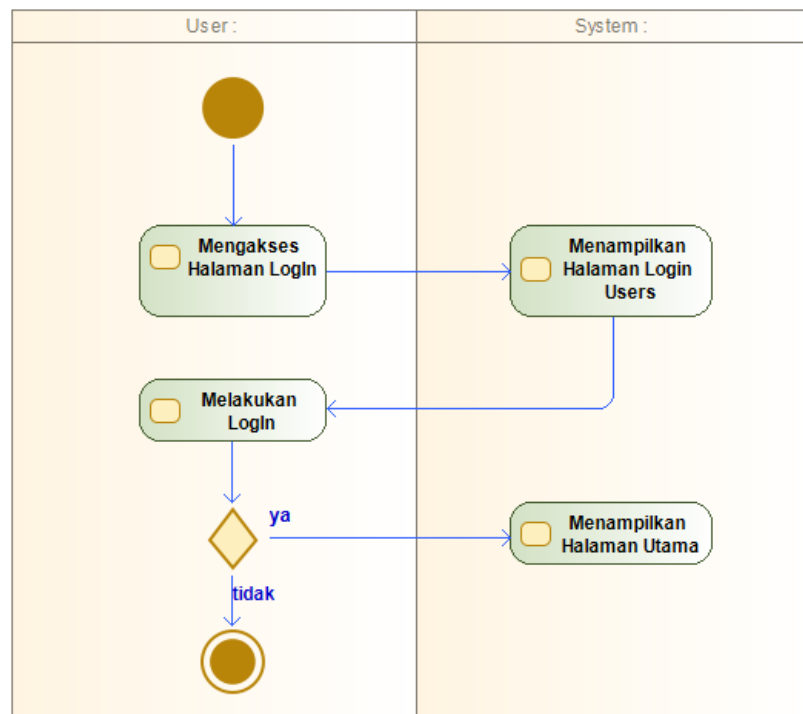 User :
System :
Mengakses
Halaman LogIn
Menampilkan
Halaman Login
Users
Melakukan
LogIn
ya
Menampilkan
Halaman Utama
tidak